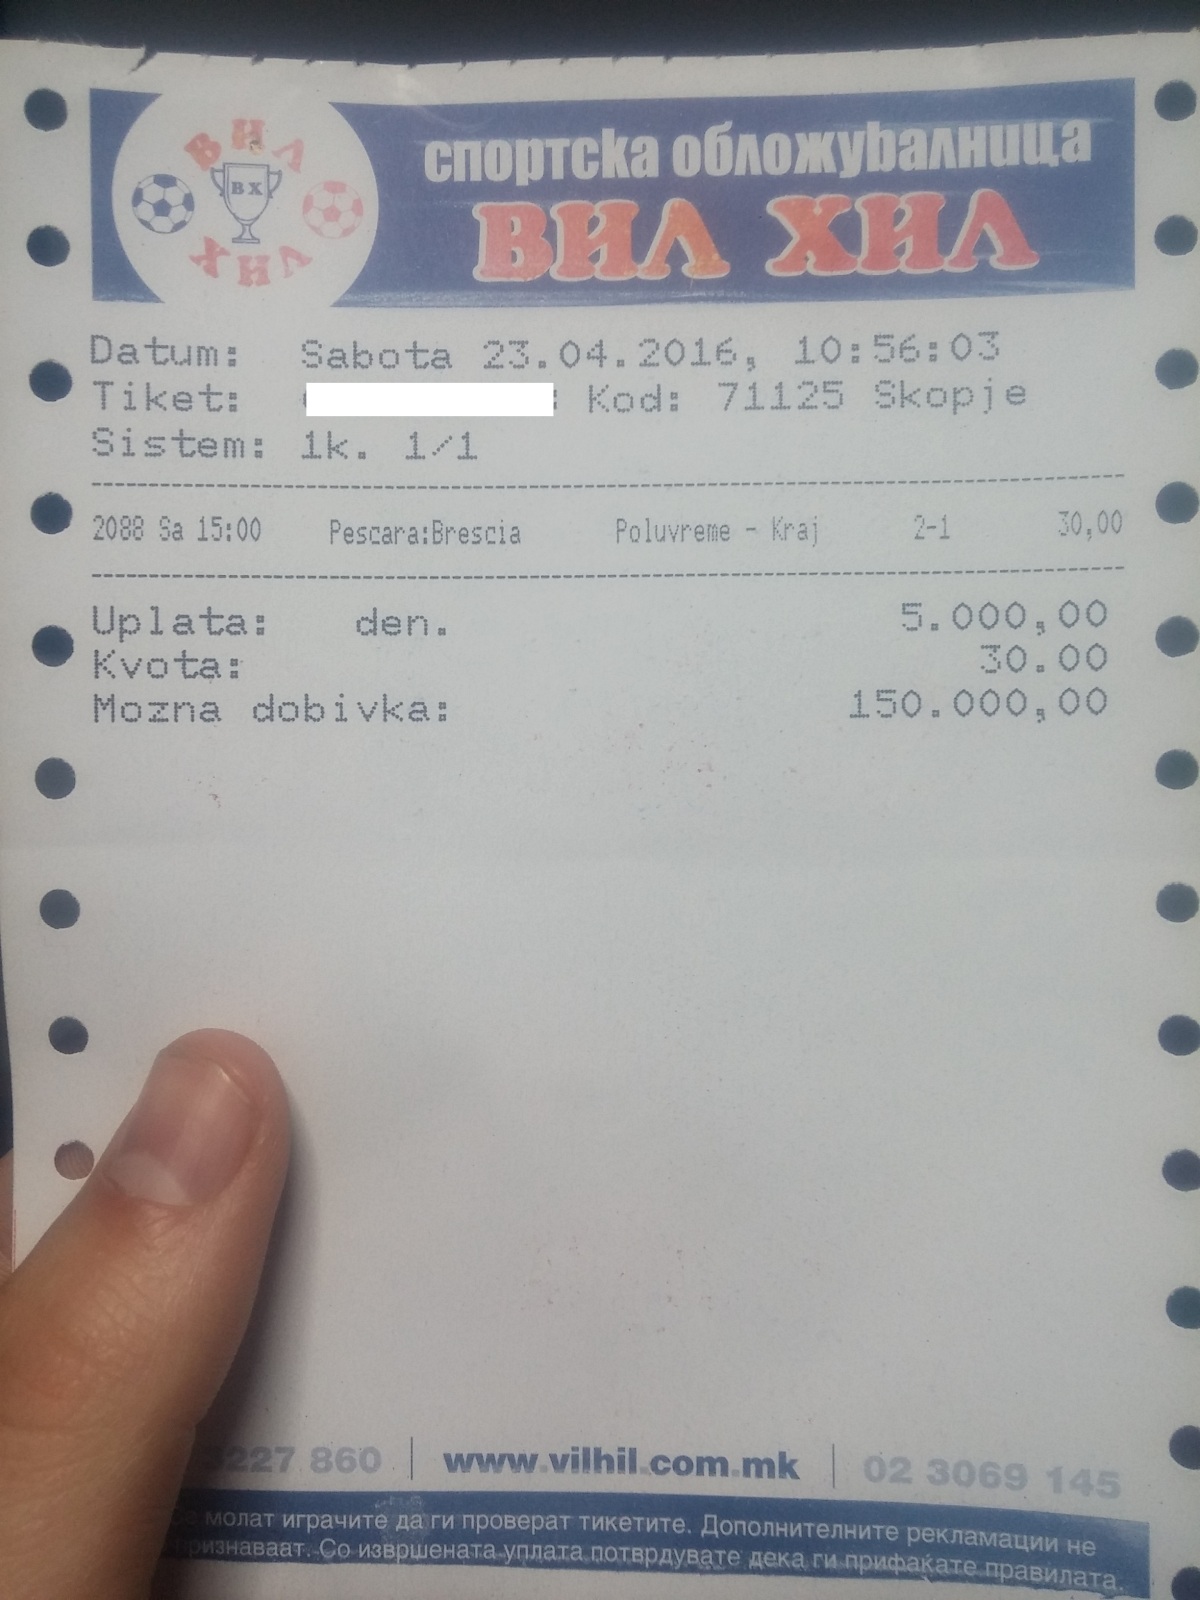 ВИЛ
ВХ
ХИЛ
спортска обложувалница
ВИЛ ХИЛ
Datum: Sabota 23.04.2016, 10:56:03
Tiket: Kod: 71125 Skopje
Sistem: 1k. 1/1
2088 Sa 15:00 Pescara:Brescia Poluvreme - Kraj 2-1 30,00
Uplata: den. 5.000,00
Kvota: 30.00
Mozna dobivka: 150.000,00
3227 860 | www.vilhil.com.mk | 02 3069 145
Се молат играчите да ги проверат тикетите. Дополнителните рекламации не
признаваат. Со извршената уплата потврдувате дека ги прифаќате правилата.